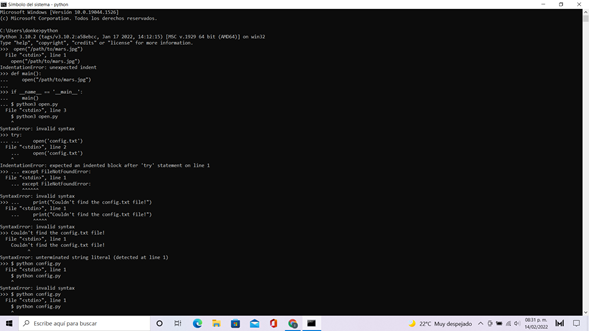 Símbolo del sistema - python
Microsoft Windows [Versión 10.0.19044.1526]
(c) Microsoft Corporation. Todos los derechos reservados.
C:\Users\donke>python
Python 3.10.2 (tags/v3.10.2:a58ebcc, Jan 17 2022, 14:12:15) [MSC v.1929 64 bit (AMD64)] on win32
Type "help", "copyright", "credits" or "license" for more information.
>>>  open("/path/to/mars.jpg")
  File "<stdin>", line 1
    open("/path/to/mars.jpg")
IndentationError: unexpected indent
>>> def main():
...     open("/path/to/mars.jpg")
...
>>> if __name__ == '__main__':
...     main()
... $ python3 open.py
  File "<stdin>", line 3
    $ python3 open.py
    ^
SyntaxError: invalid syntax
>>> try:
... ...     open('config.txt')
  File "<stdin>", line 2
    ...     open('config.txt')
    ^
IndentationError: expected an indented block after 'try' statement on line 1
>>> ... except FileNotFoundError:
  File "<stdin>", line 1
    ... except FileNotFoundError:
        ^^^^^^
SyntaxError: invalid syntax
>>> ...     print("Couldn't find the config.txt file!")
  File "<stdin>", line 1
    ...     print("Couldn't find the config.txt file!")
            ^^^^^
SyntaxError: invalid syntax
>>> Couldn't find the config.txt file!
  File "<stdin>", line 1
    Couldn't find the config.txt file!
          ^
SyntaxError: unterminated string literal (detected at line 1)
>>> $ python config.py
  File "<stdin>", line 1
    $ python config.py
    ^
SyntaxError: invalid syntax
>>> $ python config.py
  File "<stdin>", line 1
    $ python config.py
    ^
Escribe aquí para buscar
22°C Muy despejado
08:31 p. m.
14/02/2022